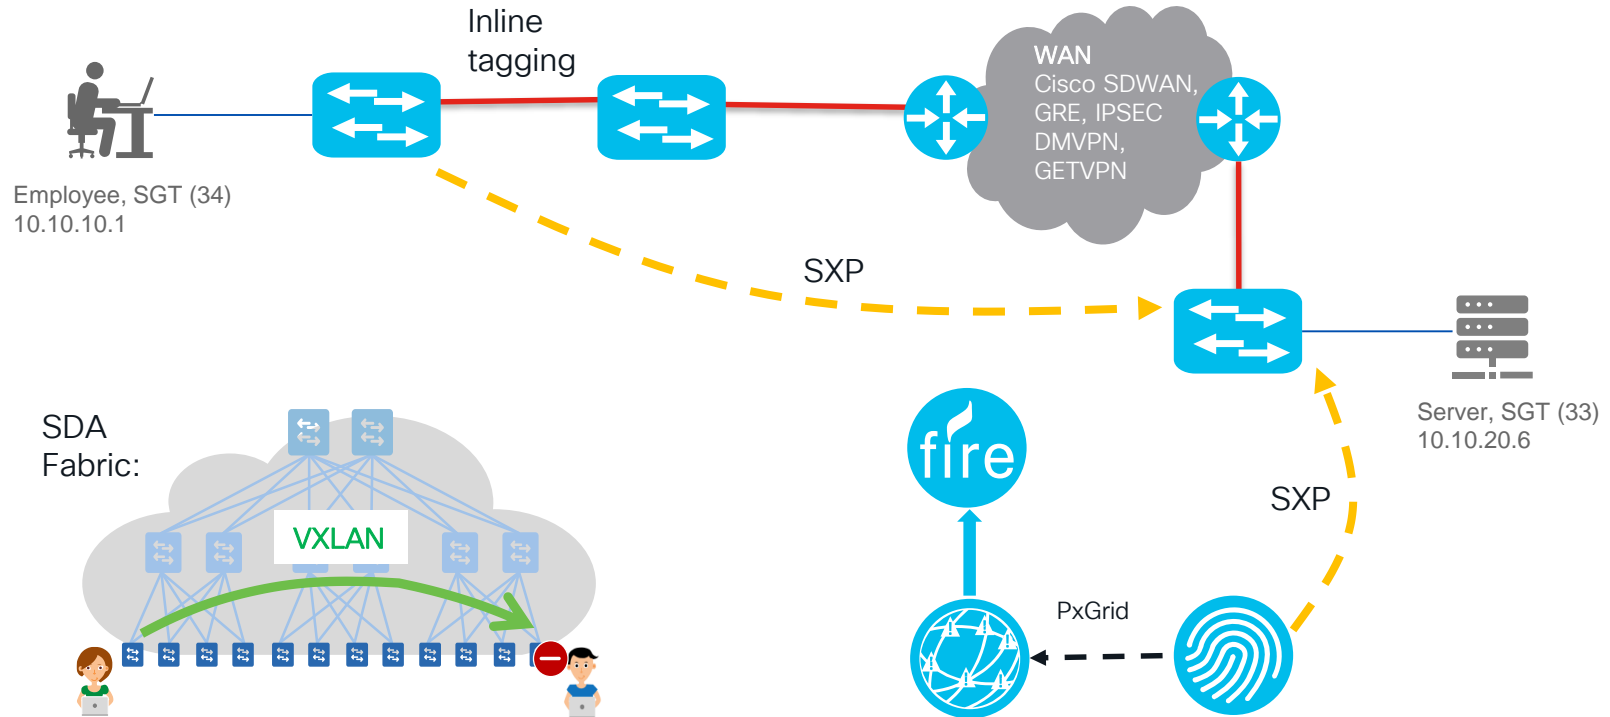 Inline
tagging
WAN
Cisco SDWAN,
GRE, IPSEC
DMVPN,
GETVPN
Employee, SGT (34)
10.10.10.1
SXP
Server, SGT (33)
10.10.20.6
SDA
Fabric:
VXLAN
fire
SXP
PxGrid